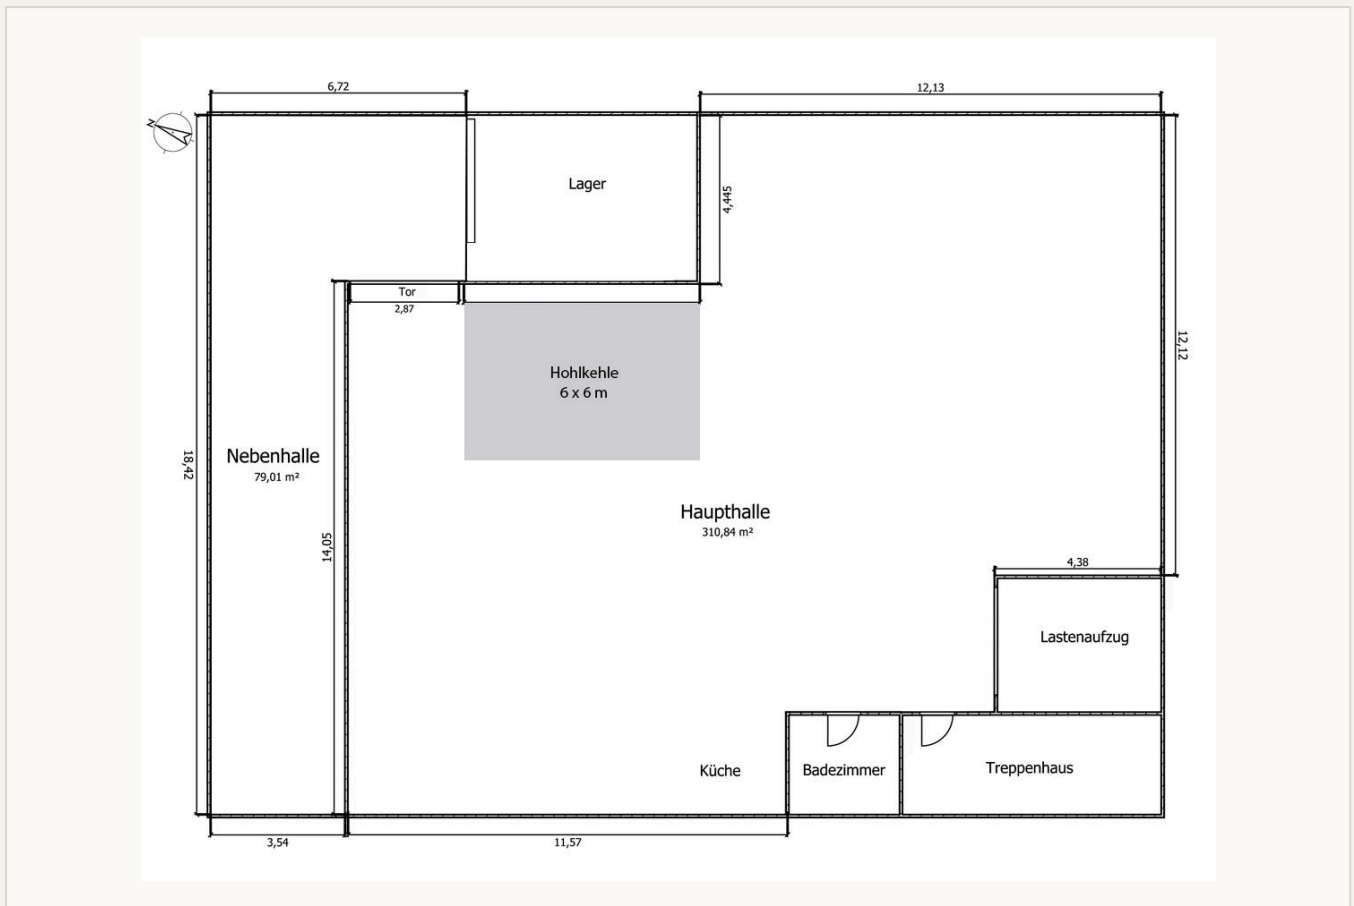 6,72
12,13
N
Lager
4,445
Tor
2,87
12,12
Hohlkehle
6 x 6 m
Nebenhalle
79,01 m²
18,42
Haupthalle
310,84 m²
14,05
4,38
Lastenaufzug
Küche
Badezimmer
Treppenhaus
3,54
11,57